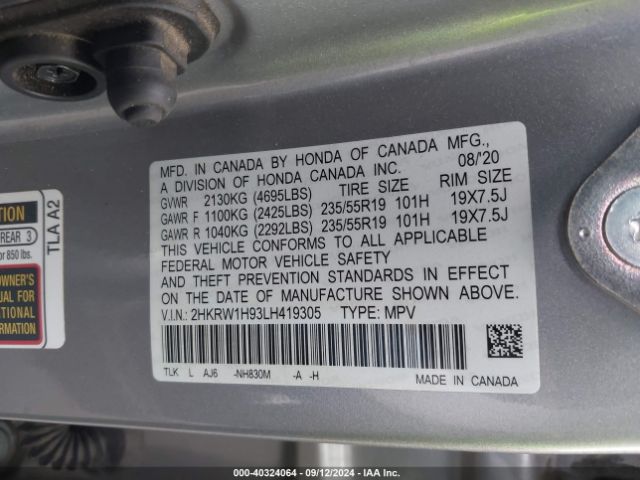 MFD. IN CANADA BY HONDA OF CANADA MFG.,
A DIVISION OF HONDA CANADA INC. 08/'20
GVWR 2130KG (4695LBS) TIRE SIZE RIM SIZE
GAWR F 1100KG (2425LBS) 235/55R19 101H 19X7.5J
GAWR R 1040KG (2292LBS) 235/55R19 101H 19X7.5J
THIS VEHICLE CONFORMS TO ALL APPLICABLE
FEDERAL MOTOR VEHICLE SAFETY
AND THEFT PREVENTION STANDARDS IN EFFECT
ON THE DATE OF MANUFACTURE SHOWN ABOVE.
V.I.N.: 2HKRW1H93LH419305 TYPE: MPV
TLK L AJ6 -NH830M -A -H
MADE IN CANADA
TLA A2
REAR 3
or 850 lbs.
OWNER'S
UAL FOR
ITIONAL
RMATION
000-40324064 - 09/12/2024 - IAA Inc.